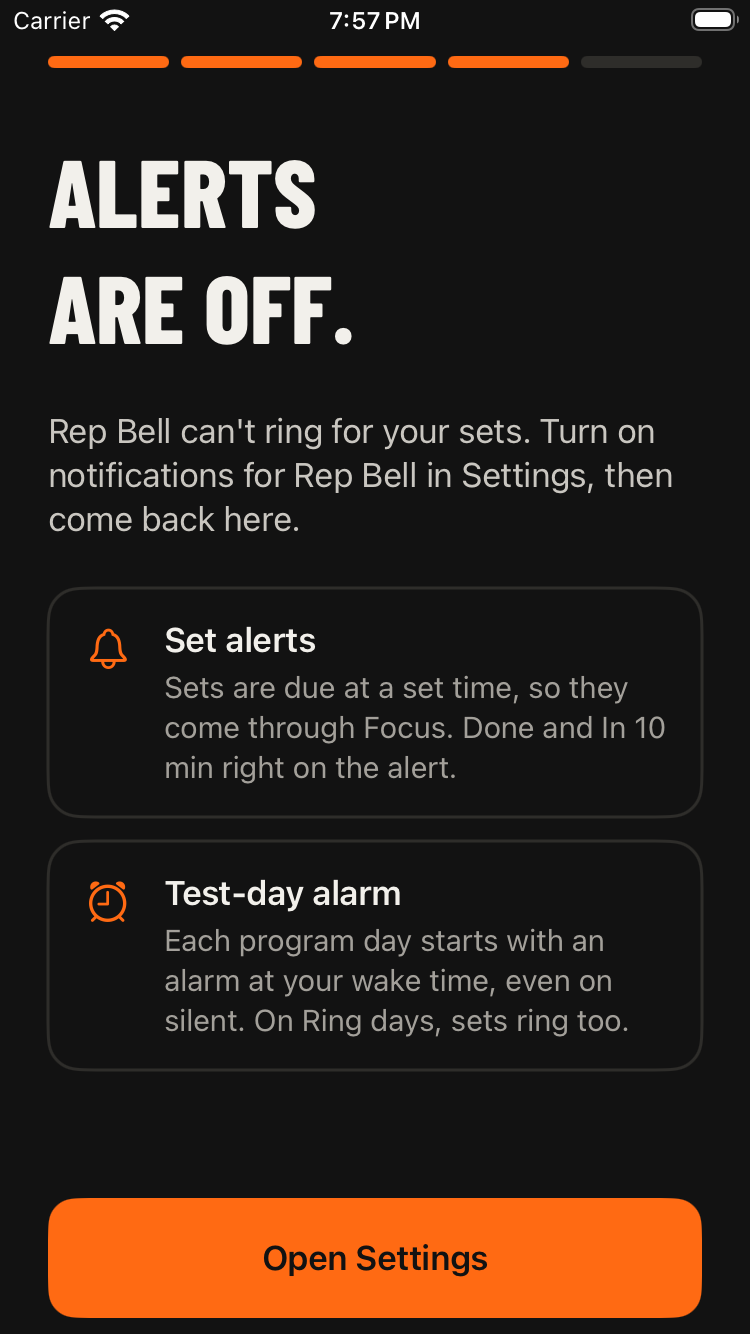 Carrier 7:57 PM
ALERTS
ARE OFF.
Rep Bell can't ring for your sets. Turn on
notifications for Rep Bell in Settings, then
come back here.
Set alerts
Sets are due at a set time, so they
come through Focus. Done and In 10
min right on the alert.
Test-day alarm
Each program day starts with an
alarm at your wake time, even on
silent. On Ring days, sets ring too.
Open Settings